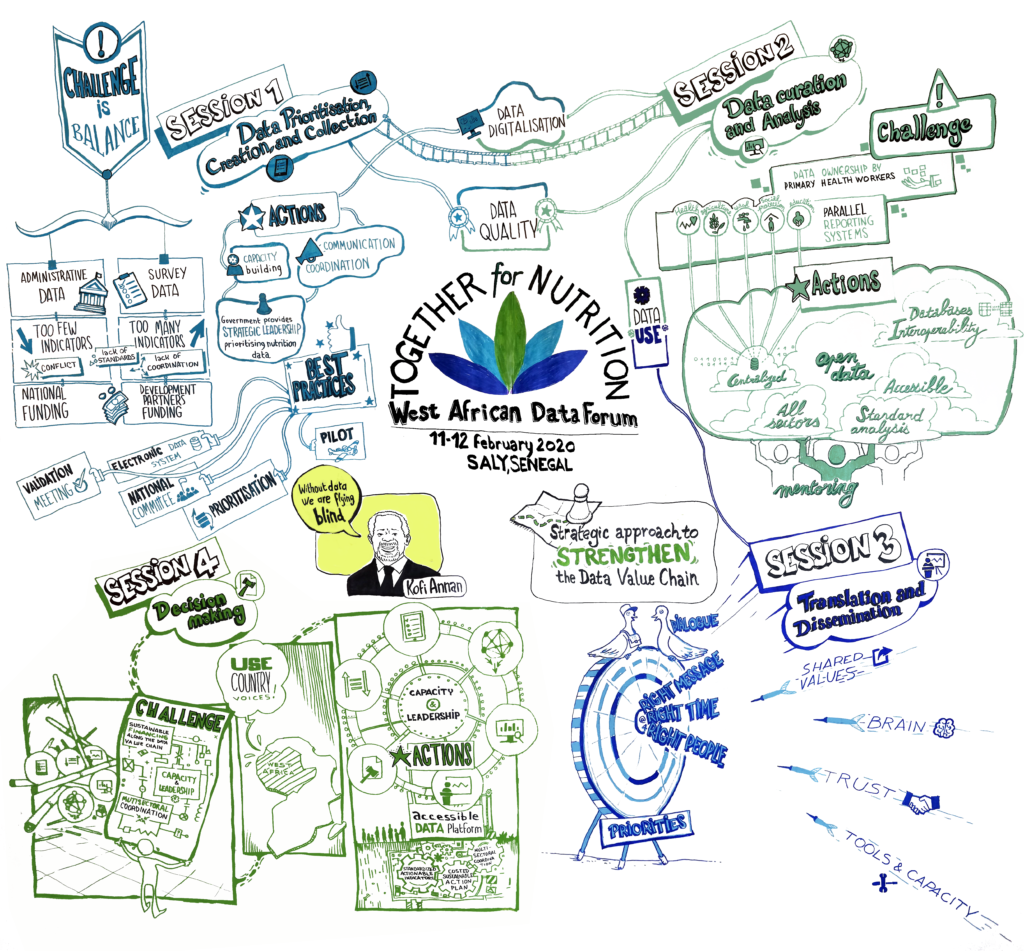 !
CHALLENGE
is
BALANCE
ADMINISTRATIVE
DATA
SURVEY
DATA
TOO FEW
INDICATORS
TOO MANY
INDICATORS
CONFLICT
lack of
STANDARDS
lack of
COORDINATION
NATIONAL
FUNDING
DEVELOPMENT
PARTNERS
FUNDING
SESSION 1
Data Prioritisation,
Creation, and Collection
ACTIONS
CAPACITY
building
COMMUNICATION
COORDINATION
Government provides
STRATEGIC LEADERSHIP
prioritising nutrition
data.
BEST
PRACTICES
PILOT
ELECTRONIC DATA
SYSTEM
VALIDATION
MEETING
NATIONAL
COMMITTEE
PRIORITISATION
DATA
DIGITALISATION
DATA
QUALITY
TOGETHER for NUTRITION
West African Data Forum
11-12 february 2020
SALY, SENEGAL
SESSION 2
Data curation
and Analysis
!
Challenge
DATA OWNERSHIP BY
PRIMARY HEALTH WORKERS
Health
PARALLEL
REPORTING
SYSTEMS
Actions
Databases
Interoperability
Centralized
open
data
Accessible
All
sectors
Standard
analysis
mentoring
DATA
USE
Without data
we are flying
blind
Kofi Annan
Strategic approach to
STRENGTHEN
the Data Value Chain
SESSION 3
Translation and
Dissemination
DIALOGUE
RIGHT MESSAGE
RIGHT TIME
RIGHT PEOPLE
PRIORITIES
SHARED
VALUES
BRAIN
TRUST
TOOLS & CAPACITY
SESSION 4
Decision
making
CHALLENGE
SUSTAINABLE
FINANCING
ALONG THE DATA
VALUE CHAIN
CAPACITY
&
LEADERSHIP
MULTISECTORAL
COORDINATION
USE
COUNTRY
VOICES!
WEST
AFRICA
CAPACITY
&
LEADERSHIP
ACTIONS
accessible
DATA Platform
STANDARDIZED
ACTIONABLE
INDICATORS
COSTED
SUSTAINABLE
ACTION
PLAN
MULTI-
SECTORAL
COORDINATION